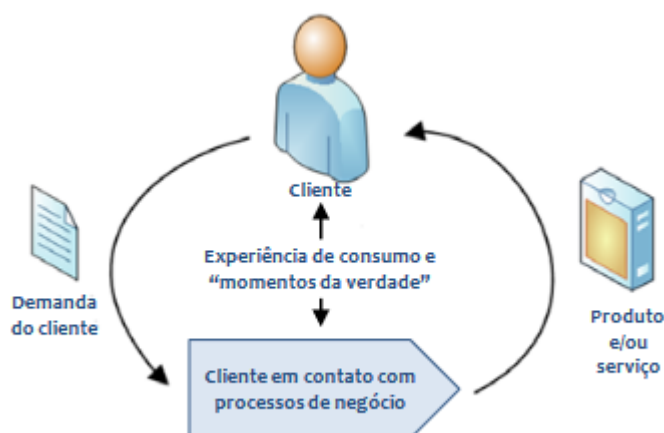 Cliente
Experiência de consumo e
“momentos da verdade”
Demanda
do cliente
Produto
e/ou
serviço
Cliente em contato com
processos de negócio